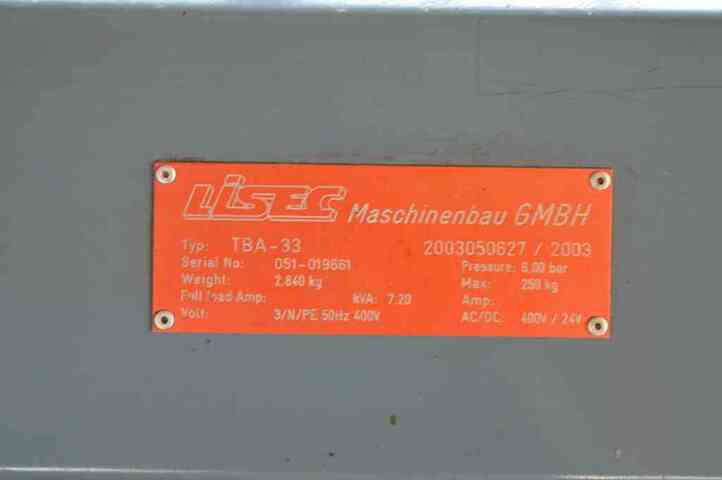 LiSEC Maschinenbau GMBH
Typ: TBA-33 2003050627 / 2003
Serial No: 051-019661 Pressure: 6,00 bar
Weight: 2.840 kg Max: 250 kg
Full load Amp: kVA: 7.20 Amp:
Volt: 3/N/PE 50Hz 400V AC/DC: 400V / 24V